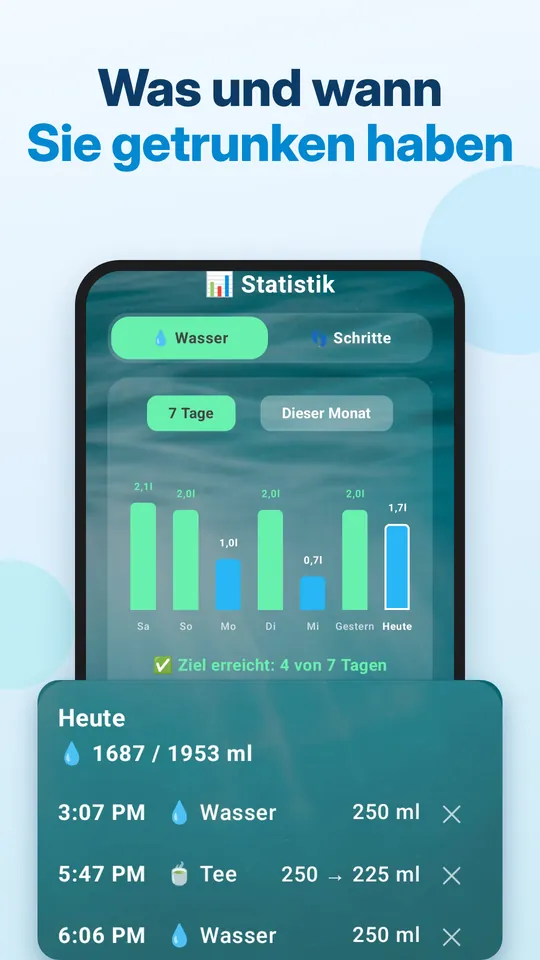 Was und wann
Sie getrunken haben
📊 Statistik
💧 Wasser 👣 Schritte
7 Tage Dieser Monat
2,1l 2,0l 1,0l 2,0l 0,7l 2,0l 1,7l
Sa So Mo Di Mi Gestern Heute
✅ Ziel erreicht: 4 von 7 Tagen
Heute
💧 1687 / 1953 ml
3:07 PM 💧 Wasser 250 ml ×
5:47 PM 🍵 Tee 250 → 225 ml ×
6:06 PM 💧 Wasser 250 ml ×